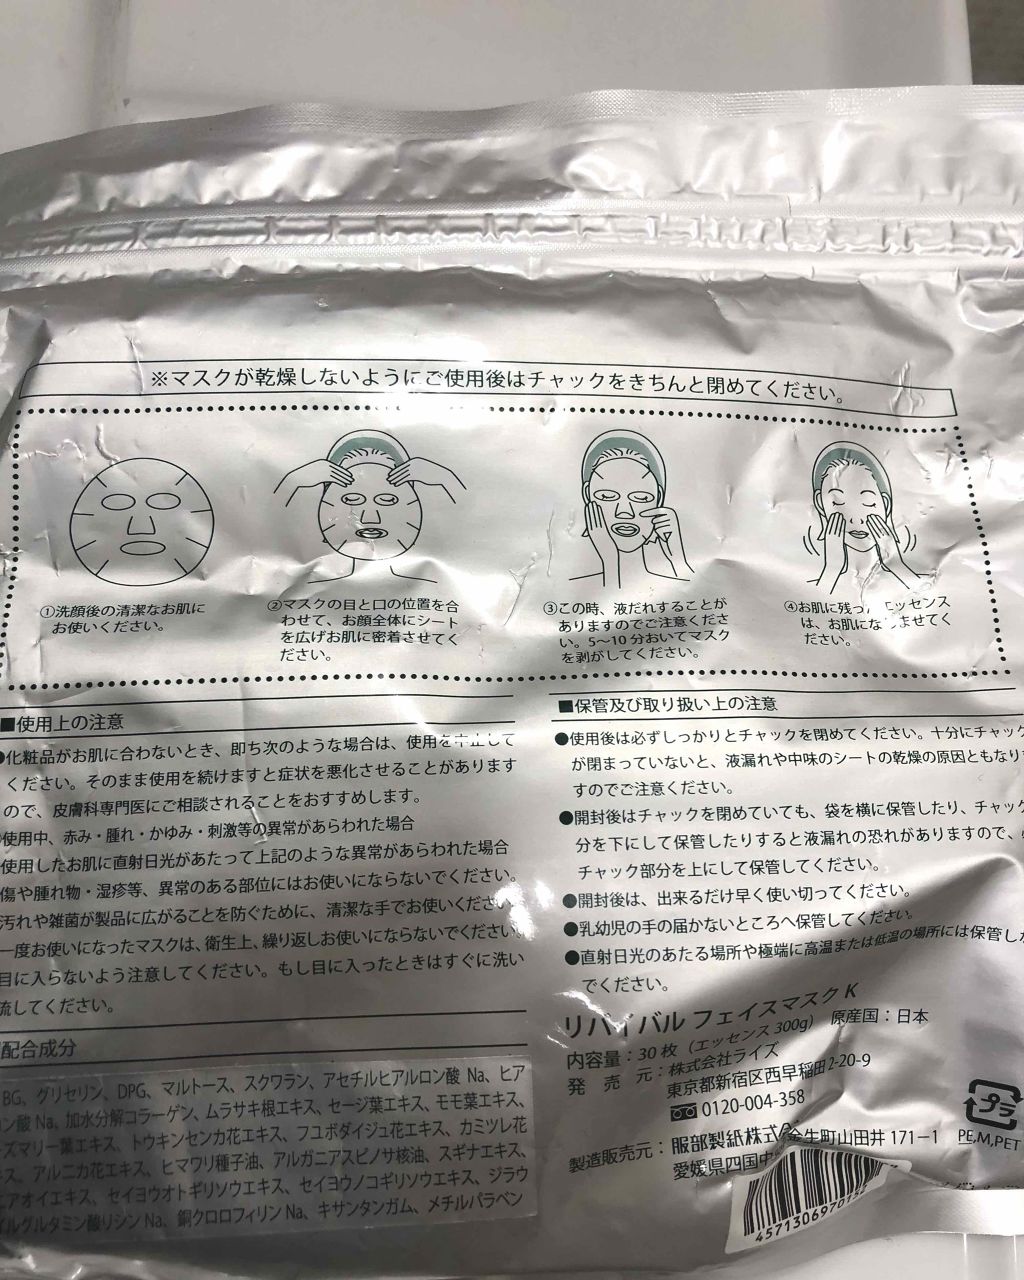 ※マスクが乾燥しないようにご使用後はチャックをきちんと閉めてください。
①洗顔後の清潔なお肌に
お使いください。
②マスクの目と口の位置を合
わせて、お顔全体にシート
を広げお肌に密着させてく
ださい。
③この時、液だれすることが
ありますのでご注意くださ
い。5〜10分おいてマスク
を剥がしてください。
④お肌に残っ エッセンス
は、お肌にな ませてく
ださい。
■使用上の注意
●化粧品がお肌に合わないとき、即ち次のような場合は、使用を中止して
ください。そのまま使用を続けますと症状を悪化させることがあります
ので、皮膚科専門医にご相談されることをおすすめします。
使用中、赤み・腫れ・かゆみ・刺激等の異常があらわれた場合
使用したお肌に直射日光があたって上記のような異常があらわれた場合
傷や腫れ物・湿疹等、異常のある部位にはお使いにならないでください。
汚れや雑菌が製品に広がることを防ぐために、清潔な手でお使いください
一度お使いになったマスクは、衛生上、繰り返しお使いにならないでください。
目に入らないよう注意してください。もし目に入ったときはすぐに洗い
流してください。
配合成分
BG、グリセリン、DPG、マルトース、スクワラン、アセチルヒアルロン酸 Na、ヒア
ン酸 Na、加水分解コラーゲン、ムラサキ根エキス、セージ葉エキス、モモ葉エキス、
ズマリー葉エキス、トウキンセンカ花エキス、フユボダイジュ花エキス、カミツレ花
キス、アルニカ花エキス、ヒマワリ種子油、アルガニアスピノサ核油、スギナエキス、
アオイエキス、セイヨウオトギリソウエキス、セイヨウノコギリソウエキス、ジラウ
イルグルタミン酸リシン Na、銅クロロフィリン Na、キサンタンガム、メチルパラベン
■保管及び取り扱い上の注意
●使用後は必ずしっかりとチャックを閉めてください。十分にチャック
が閉まっていないと、液漏れや中味のシートの乾燥の原因ともなり
すのでご注意ください。
●開封後はチャックを閉めていても、袋を横に保管したり、チャック
分を下にして保管したりすると液漏れの恐れがありますので、
チャック部分を上にして保管してください。
●開封後は、出来るだけ早く使い切ってください。
●乳幼児の手の届かないところへ保管してください。
●直射日光のあたる場所や極端に高温または低温の場所には保管しな
でください。
リバイバル フェイスマスク K
内容量：30 枚（エッセンス 300g） 原産国：日本
発 売 元：株式会社ライズ
東京都新宿区西早稲田2-20-9
0120-004-358
製造販売元：服部製紙株式 金生町山田井 171−1
愛媛県四国中
プラ
PE,M,PET